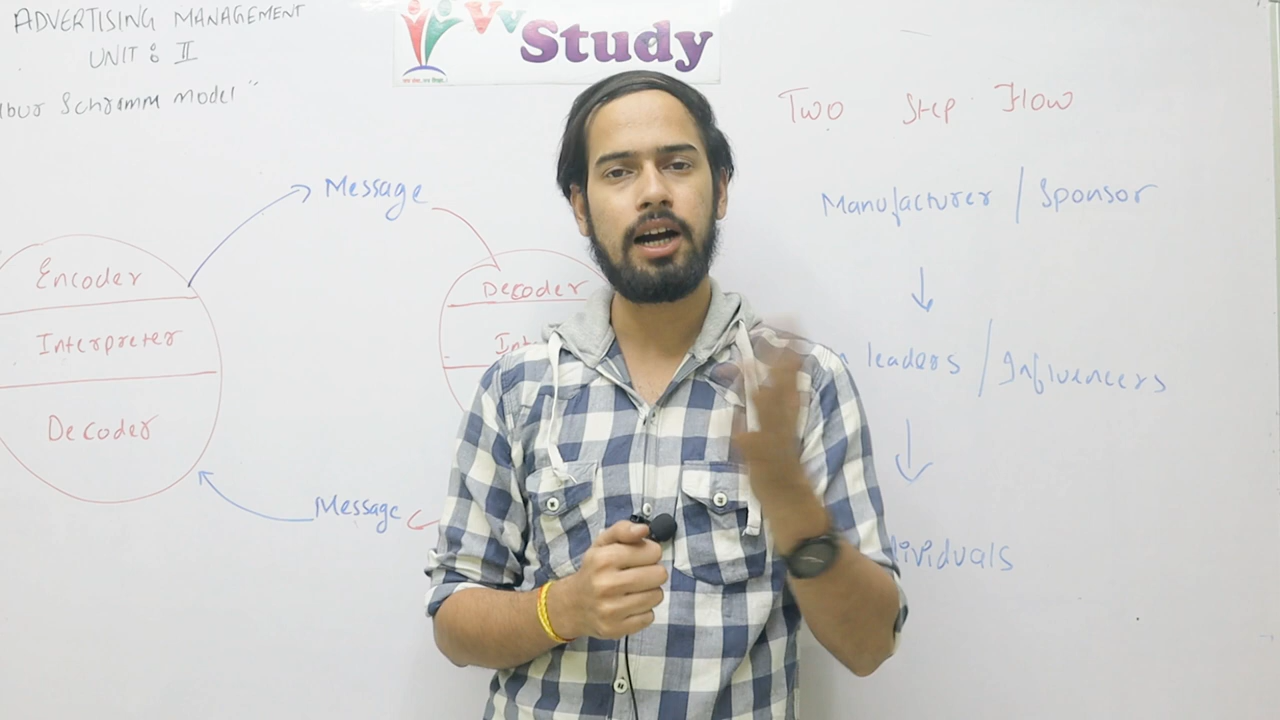 ADVERTISING MANAGEMENT
UNIT : II
Schramm Model"
VV Study
Encoder
Interpreter
Decoder
Message
Decoder
Message
Two Step Flow
Manufacturer / Sponsor
leaders / Influencers